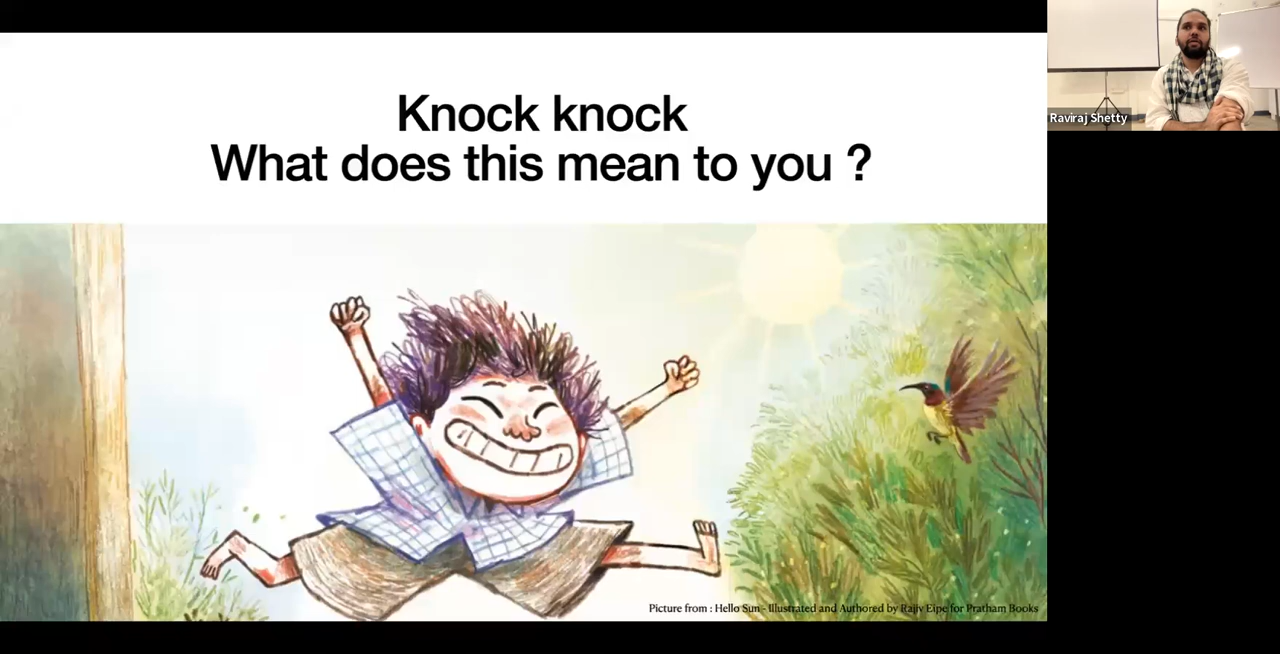 Knock knock
What does this mean to you ?
Raviraj Shetty
Picture from : Hello Sun - Illustrated and Authored by Rajiv Eipe for Pratham Books